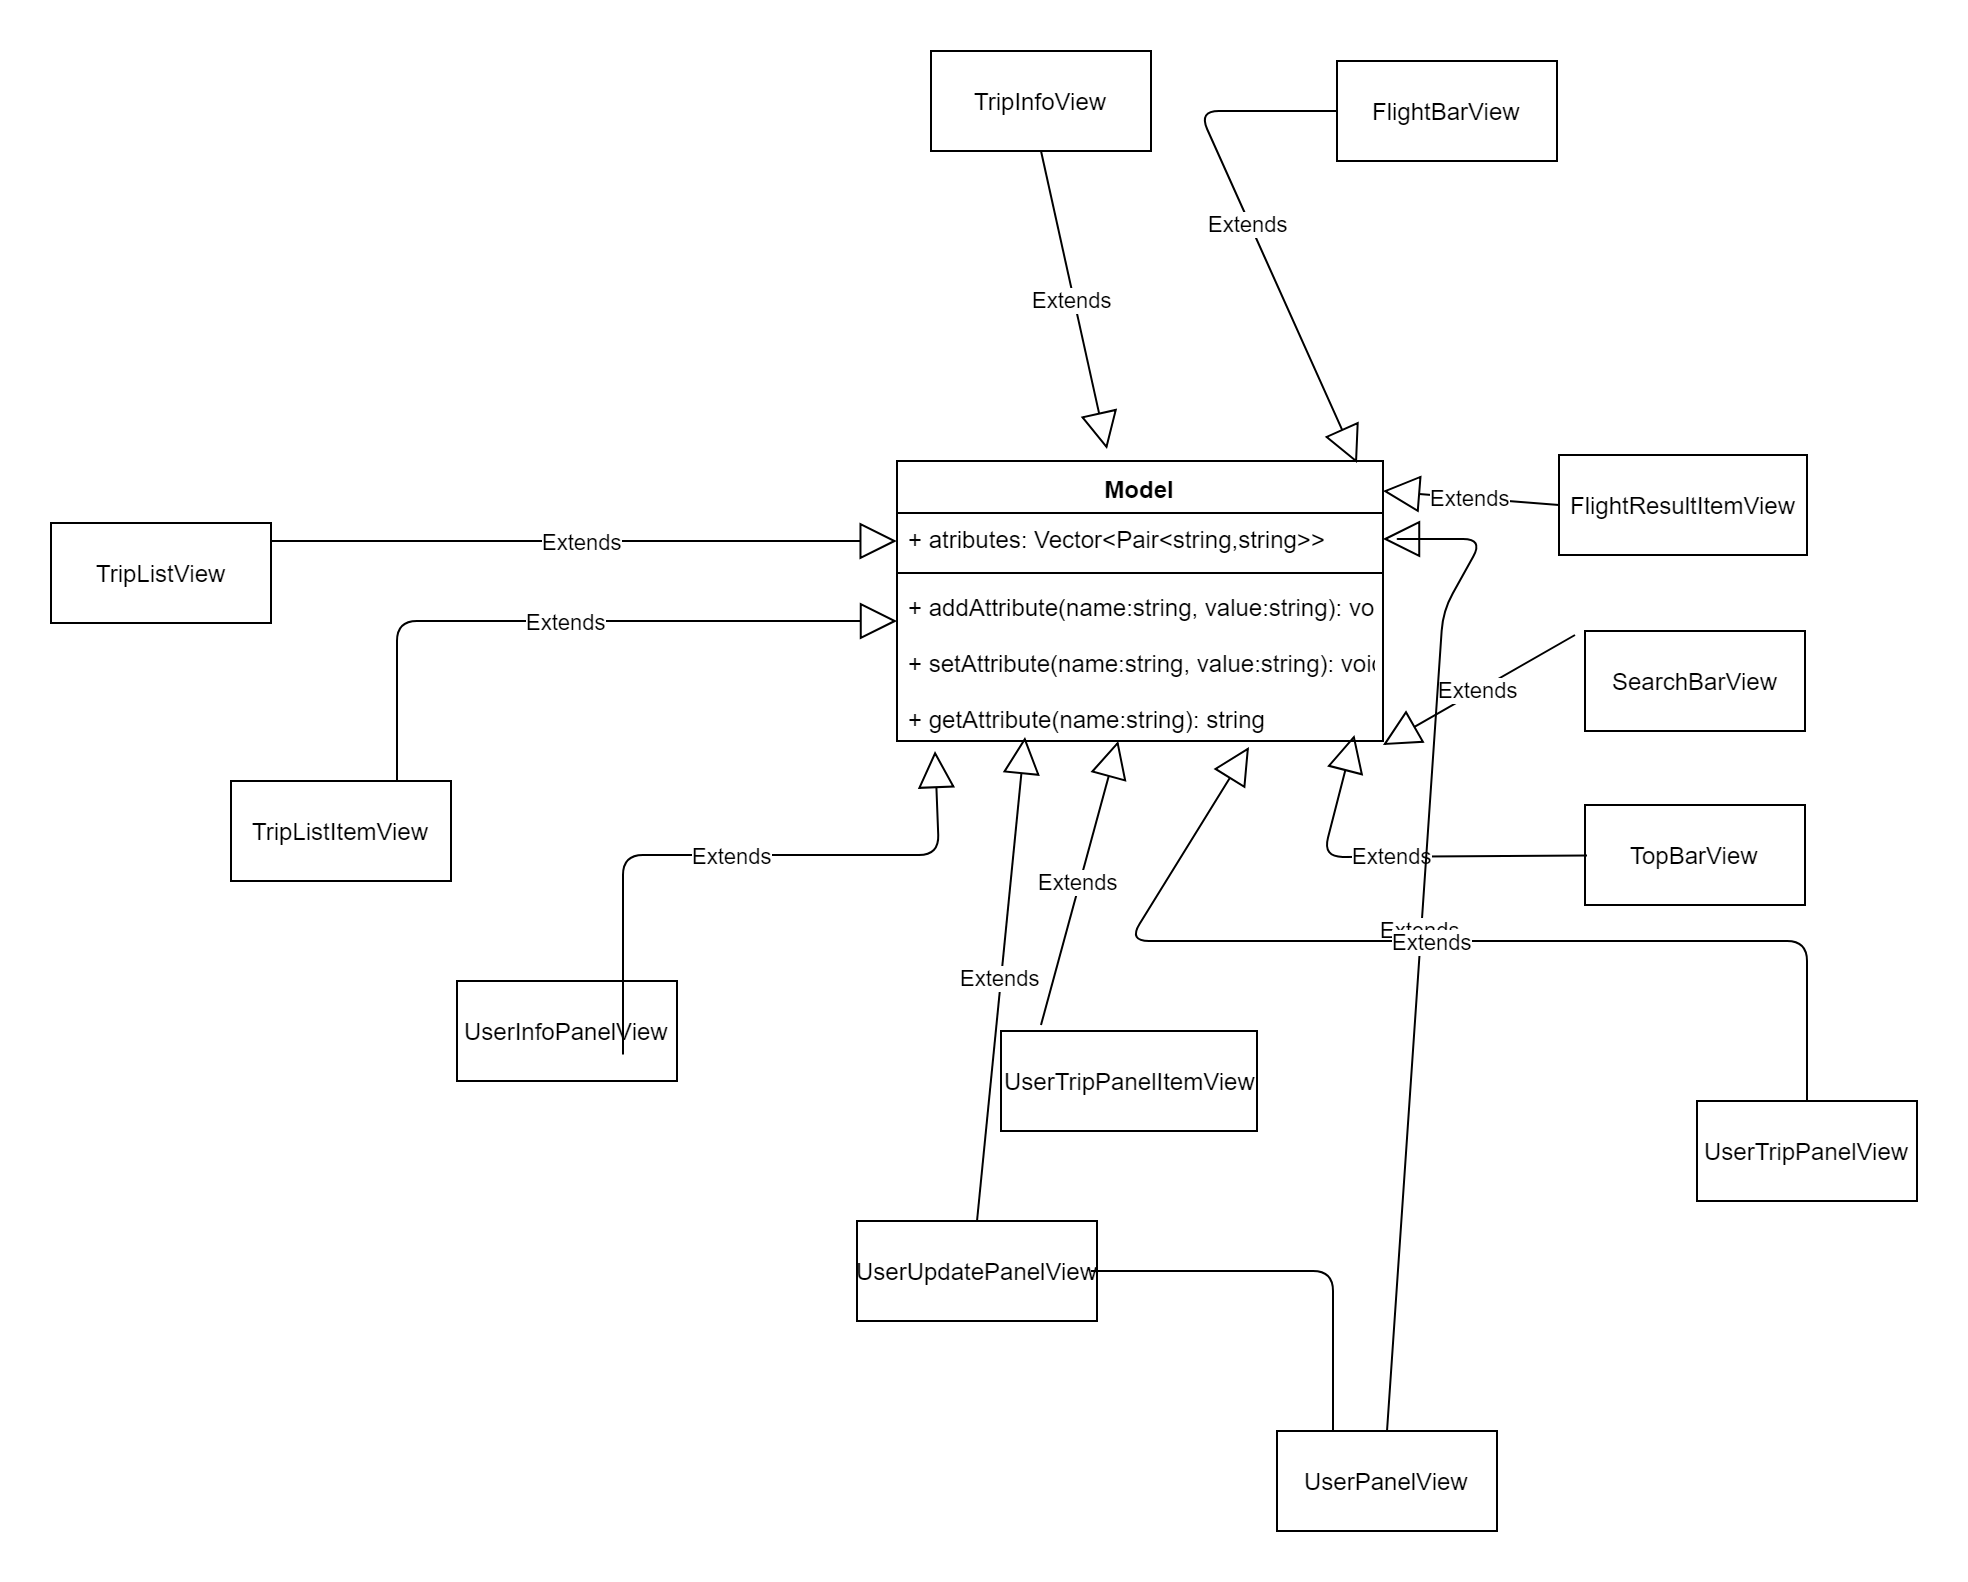 TripInfoView
FlightBarView
Extends
Extends
Model
Extends
FlightResultItemView
+ atributes: Vector<Pair<string,string>>
Extends
TripListView
+ addAttribute(name:string, value:string): vo
Extends
+ setAttribute(name:string, value:string): voi
SearchBarView
Extends
+ getAttribute(name:string): string
TripListItemView
Extends
Extends
TopBarView
Extends
Extends
Extends
Extends
UserInfoPanelView
UserTripPanelItemView
UserTripPanelView
UserUpdatePanelView
UserPanelView